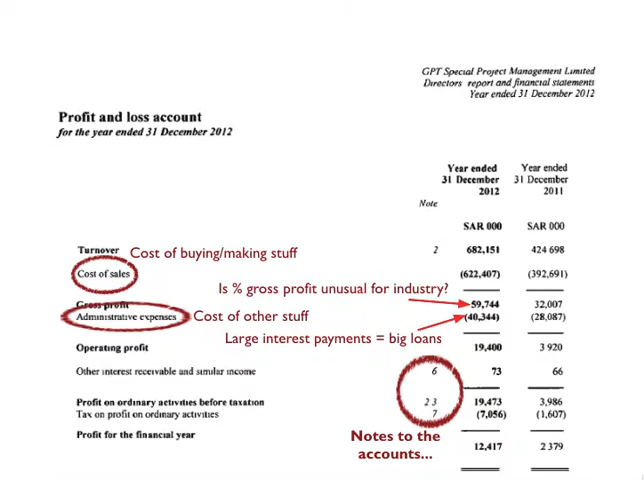 GPT Special Project Management Limited
Directors report and financial statements
Year ended 31 December 2012
Profit and loss account
for the year ended 31 December 2012
Year ended Year ended
31 December 31 December
2012 2011
Note
SAR 000 SAR 000
Turnover Cost of buying/making stuff 2 682,151 424 698
Cost of sales (622,407) (392,691)
Is % gross profit unusual for industry?
Gross profit 59,744 32,007
Administrative expenses Cost of other stuff (40,344) (28,087)
Large interest payments = big loans
Operating profit 19,400 3 920
Other interest receivable and similar income 6 73 66
Profit on ordinary activities before taxation 2 3 19,473 3,986
Tax on profit on ordinary activities 7 (7,056) (1,607)
Profit for the financial year 12,417 2 379
Notes to the
accounts...